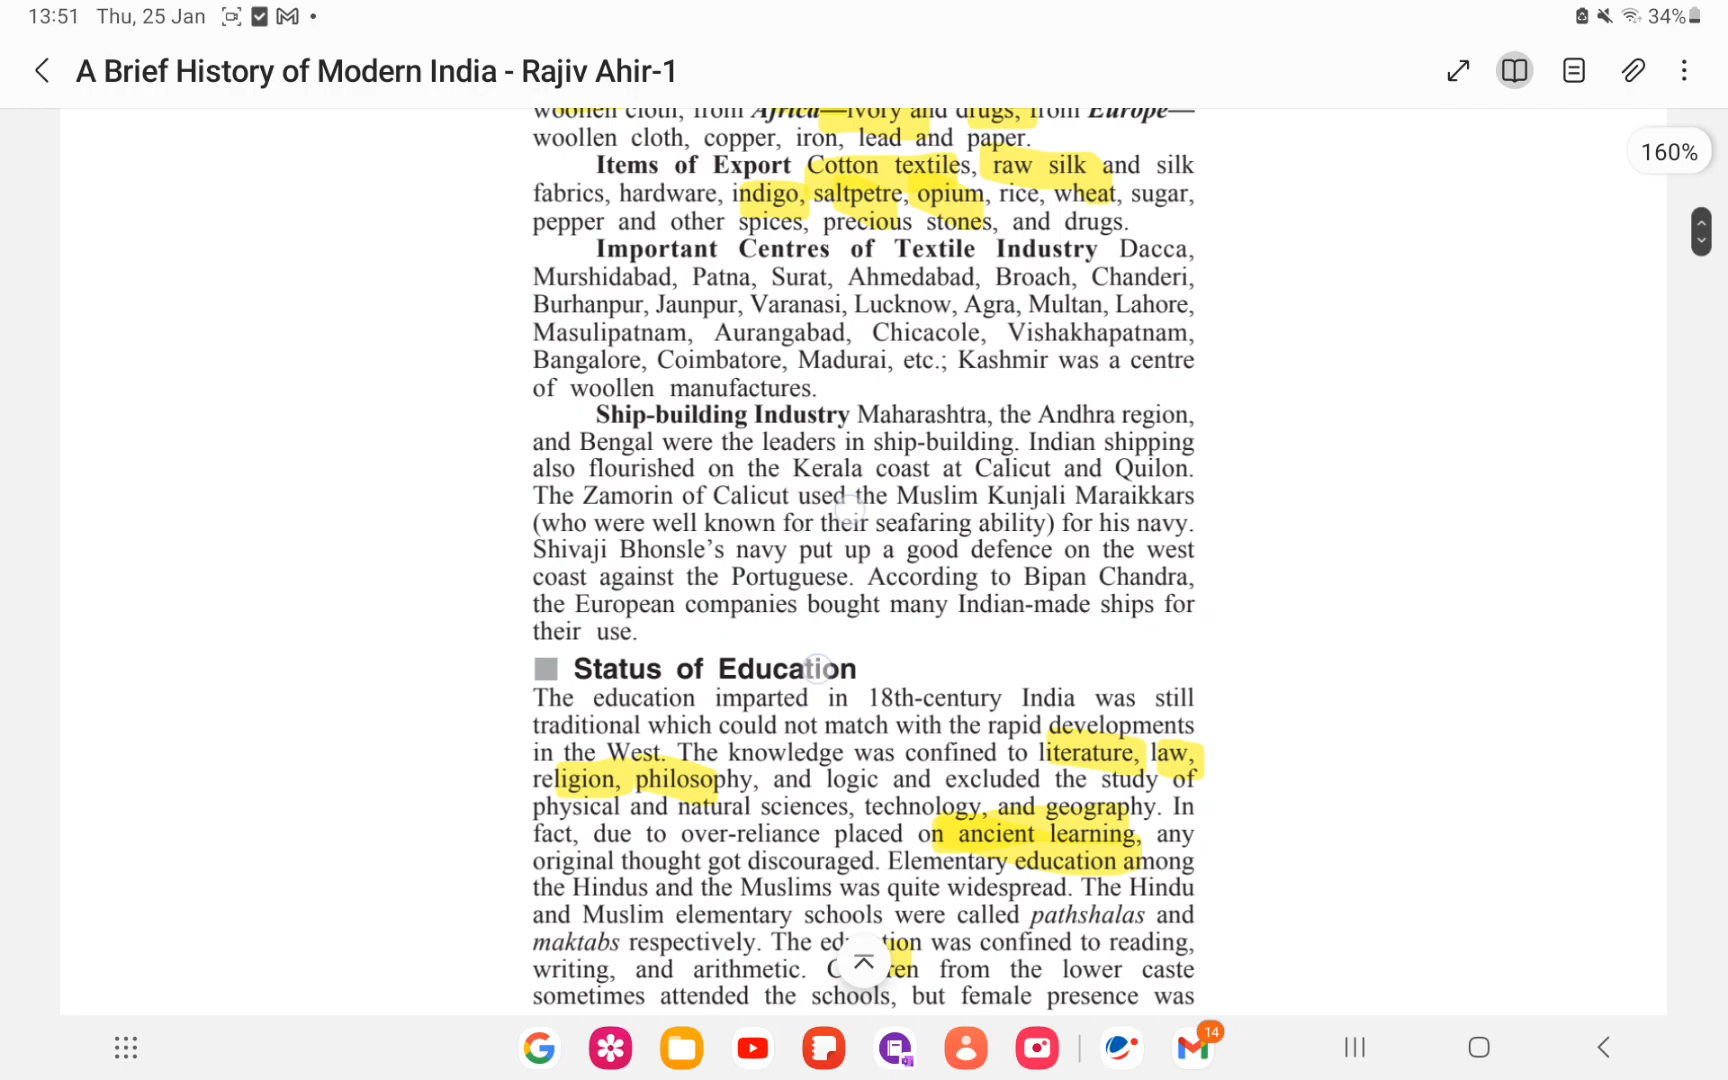 13:51 Thu, 25 Jan
34%
A Brief History of Modern India - Rajiv Ahir-1
160%
woollen cloth, from Africa—ivory and drugs, from Europe—
woollen cloth, copper, iron, lead and paper.
Items of Export Cotton textiles, raw silk and silk
fabrics, hardware, indigo, saltpetre, opium, rice, wheat, sugar,
pepper and other spices, precious stones, and drugs.
Important Centres of Textile Industry Dacca,
Murshidabad, Patna, Surat, Ahmedabad, Broach, Chanderi,
Burhanpur, Jaunpur, Varanasi, Lucknow, Agra, Multan, Lahore,
Masulipatnam, Aurangabad, Chicacole, Vishakhapatnam,
Bangalore, Coimbatore, Madurai, etc.; Kashmir was a centre
of woollen manufactures.
Ship-building Industry Maharashtra, the Andhra region,
and Bengal were the leaders in ship-building. Indian shipping
also flourished on the Kerala coast at Calicut and Quilon.
The Zamorin of Calicut used the Muslim Kunjali Maraikkars
(who were well known for their seafaring ability) for his navy.
Shivaji Bhonsle's navy put up a good defence on the west
coast against the Portuguese. According to Bipan Chandra,
the European companies bought many Indian-made ships for
their use.
Status of Education
The education imparted in 18th-century India was still
traditional which could not match with the rapid developments
in the West. The knowledge was confined to literature, law,
religion, philosophy, and logic and excluded the study of
physical and natural sciences, technology, and geography. In
fact, due to over-reliance placed on ancient learning, any
original thought got discouraged. Elementary education among
the Hindus and the Muslims was quite widespread. The Hindu
and Muslim elementary schools were called pathshalas and
maktabs respectively. The education was confined to reading,
writing, and arithmetic. Children from the lower caste
sometimes attended the schools, but female presence was
14